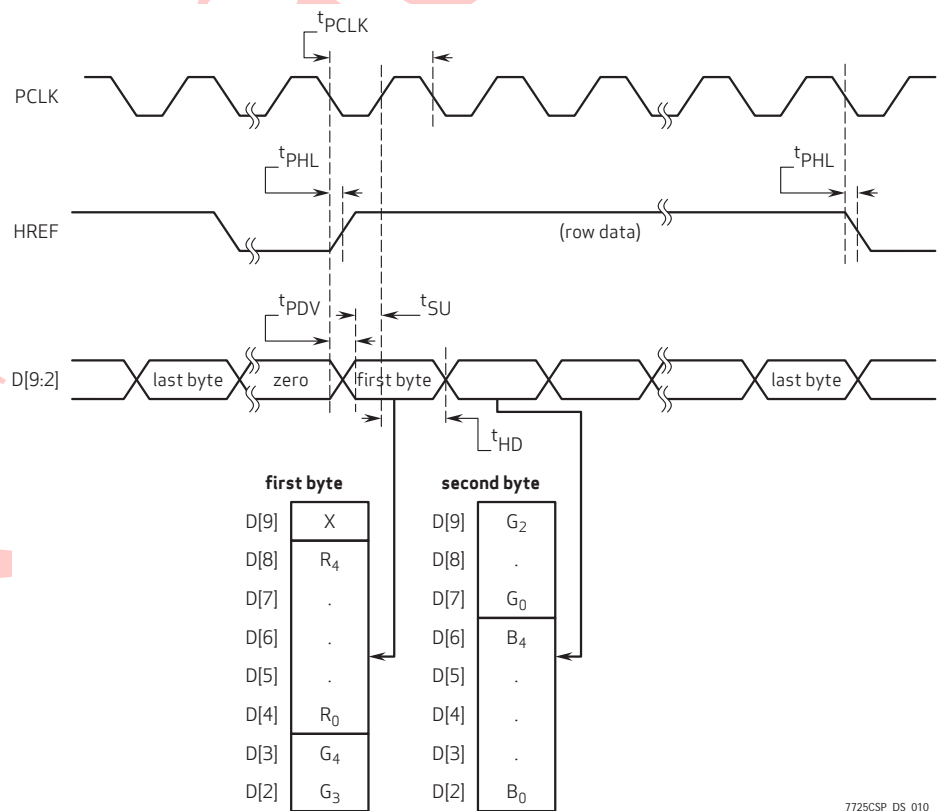 tPCLK
PCLK
tPHL
tPHL
HREF
(row data)
tPDV
tSU
D[9:2]
last byte
zero
first byte
last byte
tHD
first byte
second byte
D[9] X
D[8] R4
D[7] .
D[6] .
D[5] .
D[4] R0
D[3] G4
D[2] G3
D[9] G2
D[8] .
D[7] G0
D[6] B4
D[5] .
D[4] .
D[3] .
D[2] B0
7725CSP_DS_010